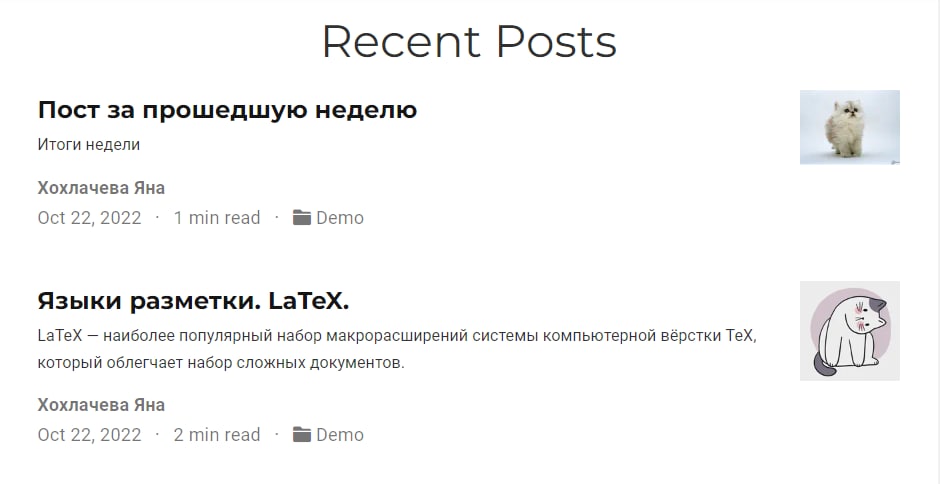 Recent Posts
Пост за прошедшую неделю
Итоги недели
Хохлачева Яна
Oct 22, 2022 · 1 min read · Demo
Языки разметки. LaTeX.
LaTeX — наиболее популярный набор макрорасширений системы компьютерной вёрстки TeX,
который облегчает набор сложных документов.
Хохлачева Яна
Oct 22, 2022 · 2 min read · Demo